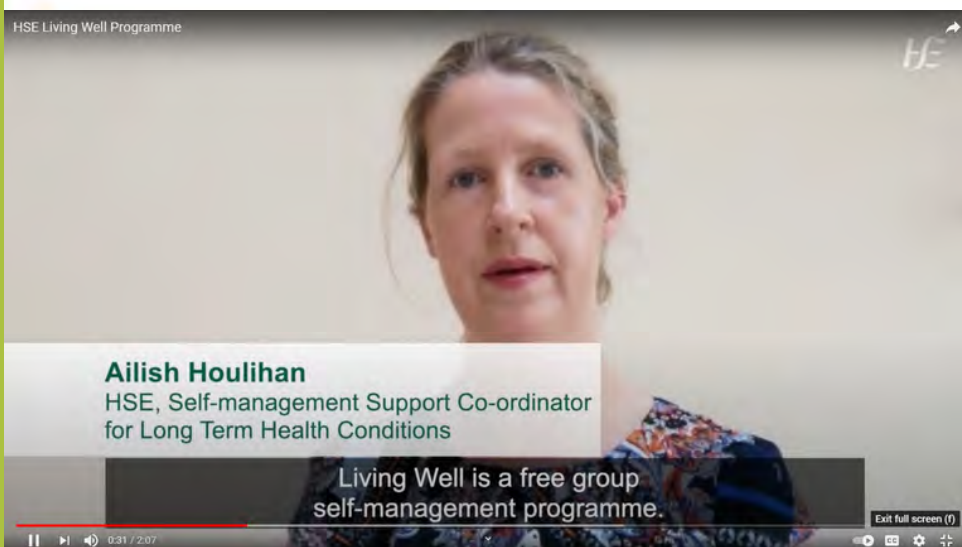 HSE Living Well Programme
HSE
Ailish Houlihan
HSE, Self-management Support Co-ordinator
for Long Term Health Conditions
Living Well is a free group
self-management programme.
Exit full screen (f)
0:31 / 2:07
CC